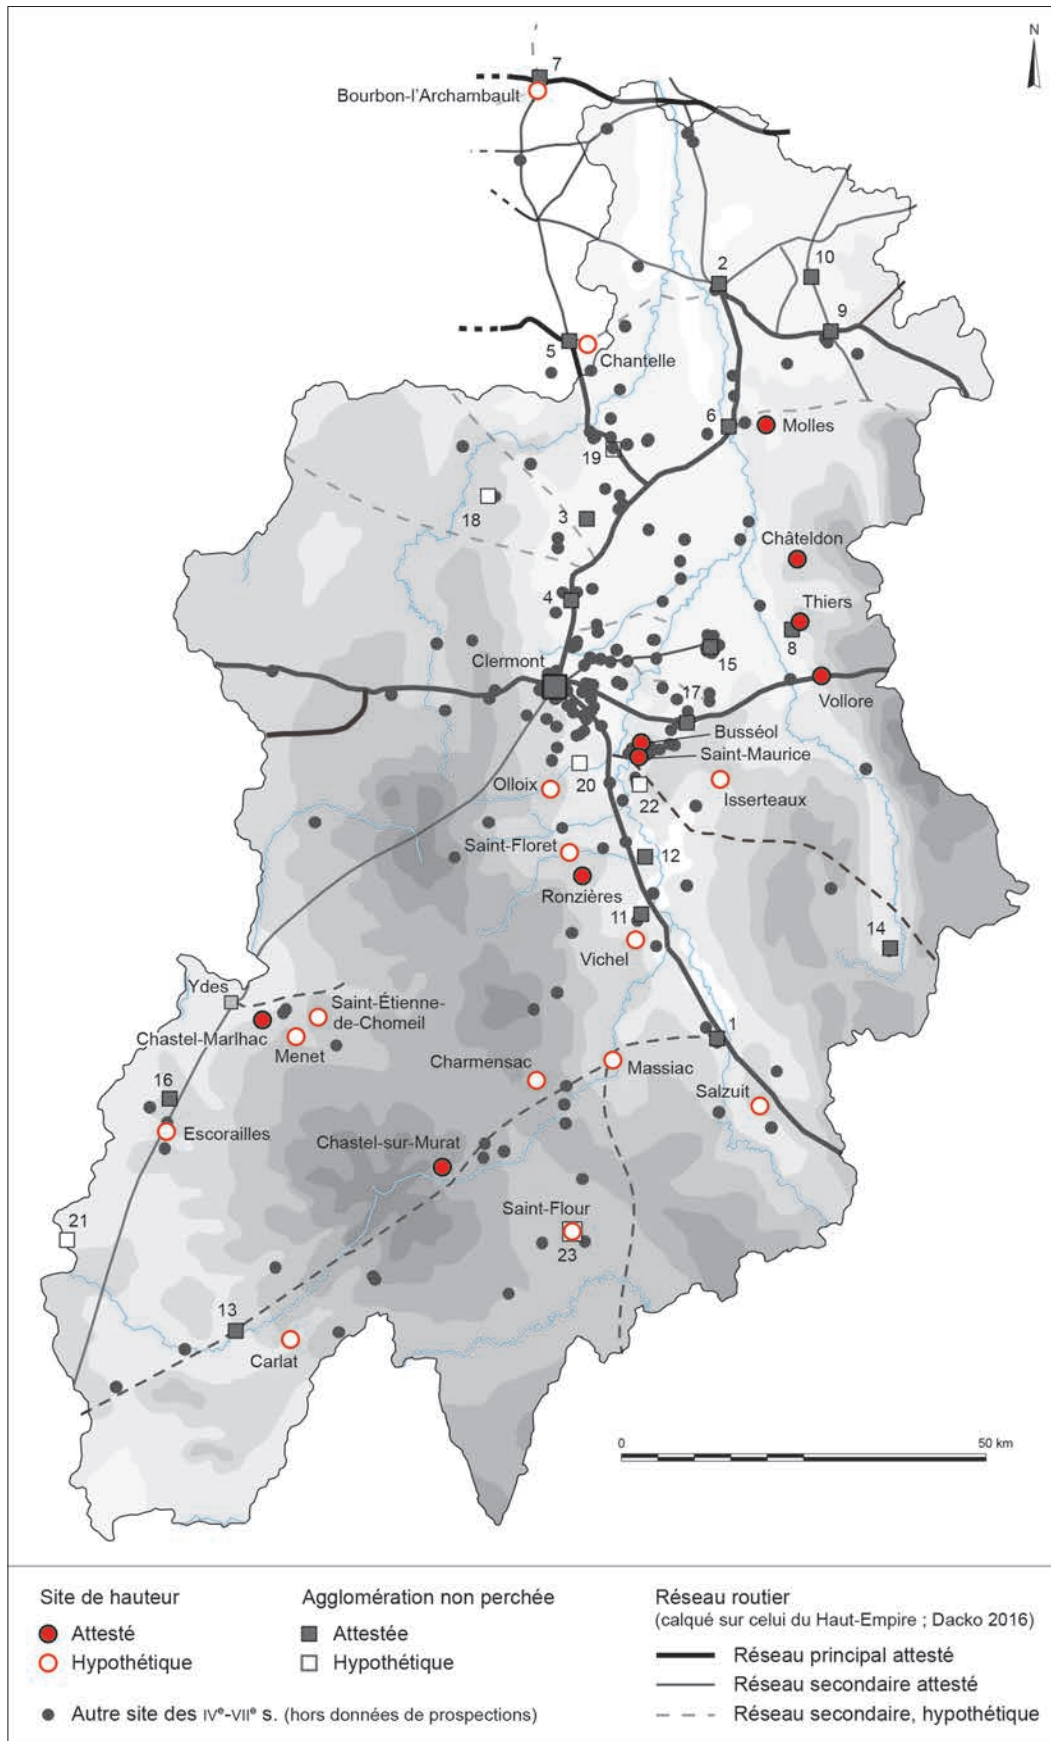 N
7
Bourbon-l'Archambault
2
10
9
5
Chantelle
6
Molles
19
18
3
Châteldon
4
Thiers
8
Clermont
15
17
Vollore
Busséol
Saint-Maurice
Olloix
20
22
Isserteaux
Saint-Floret
12
Ronzières
11
Vichel
14
Ydes
Saint-Étienne-
de-Chomeil
Chastel-Marlhac
Menet
1
Charmensac
Massiac
16
Salzuit
Escorailles
Chastel-sur-Murat
21
Saint-Flour
23
13
Carlat
0
50 km
Site de hauteur
Attesté
Hypothétique
Autre site des IVe-VIIe s. (hors données de prospections)
Agglomération non perchée
Attestée
Hypothétique
Réseau routier
(calqué sur celui du Haut-Empire ; Dacko 2016)
Réseau principal attesté
Réseau secondaire attesté
Réseau secondaire, hypothétique